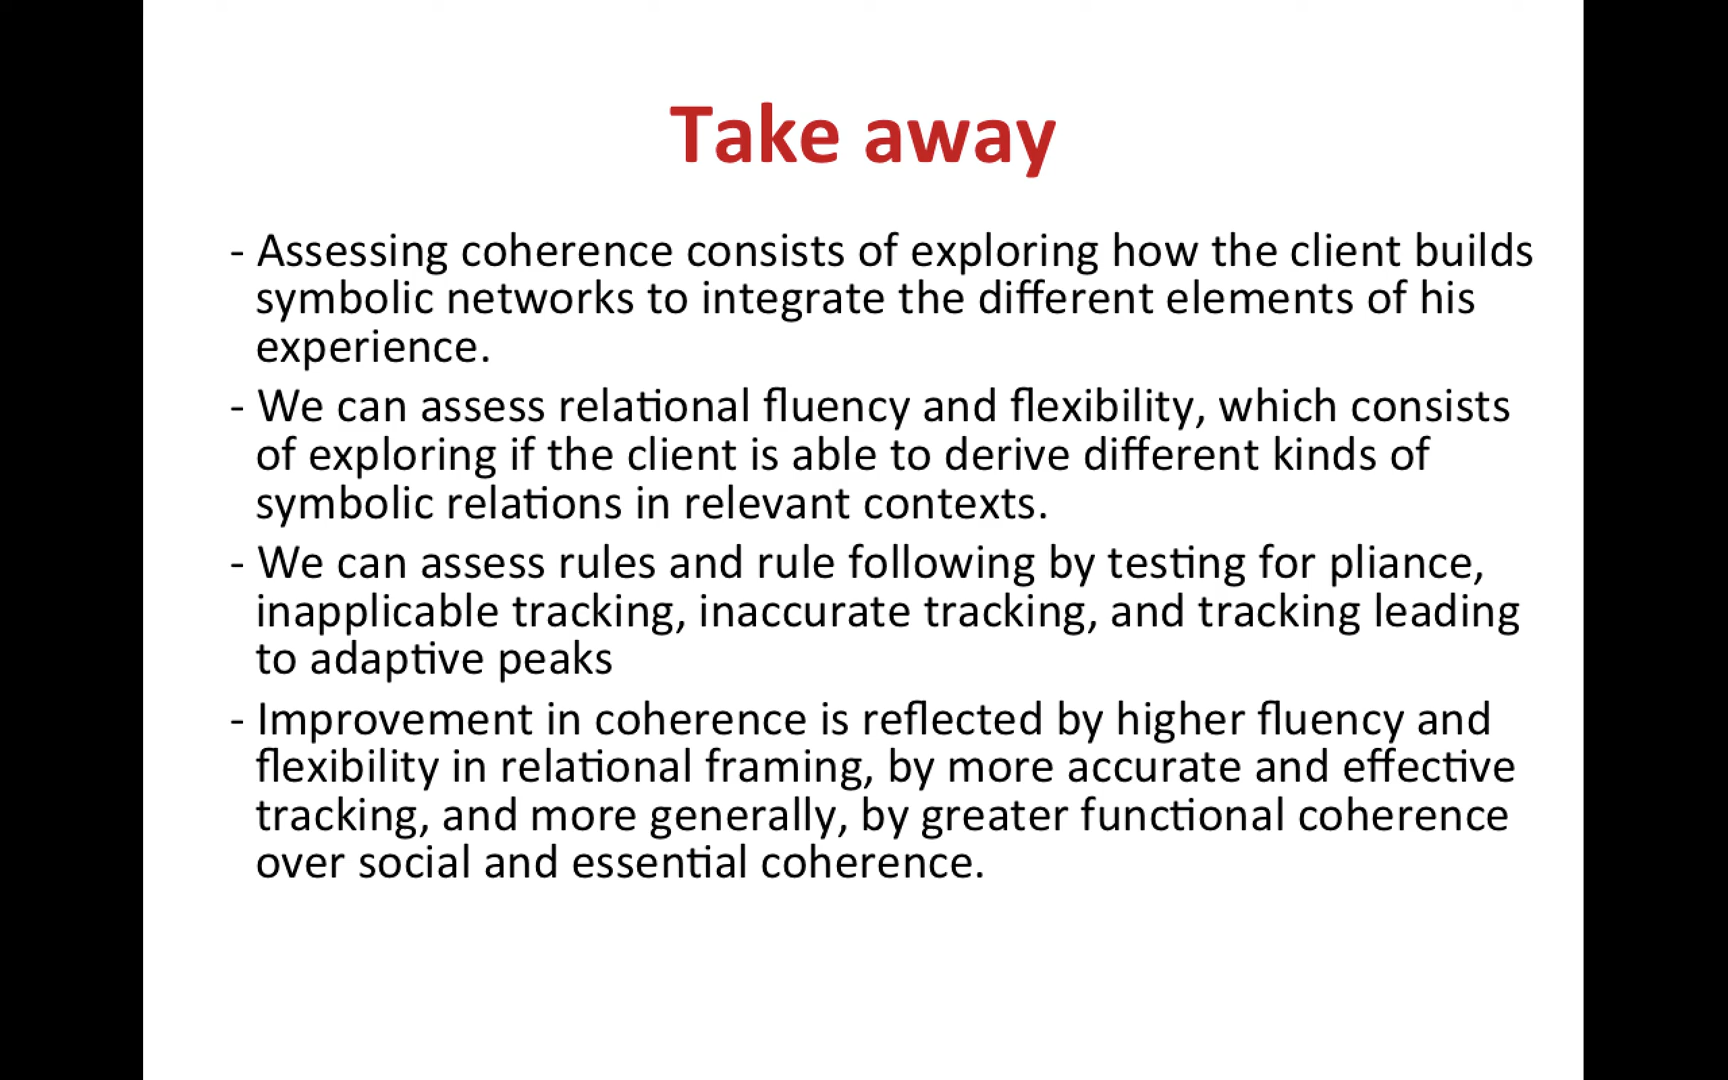 Take away
- Assessing coherence consists of exploring how the client builds
symbolic networks to integrate the different elements of his
experience.
- We can assess relational fluency and flexibility, which consists
of exploring if the client is able to derive different kinds of
symbolic relations in relevant contexts.
- We can assess rules and rule following by testing for pliance,
inapplicable tracking, inaccurate tracking, and tracking leading
to adaptive peaks
- Improvement in coherence is reflected by higher fluency and
flexibility in relational framing, by more accurate and effective
tracking, and more generally, by greater functional coherence
over social and essential coherence.